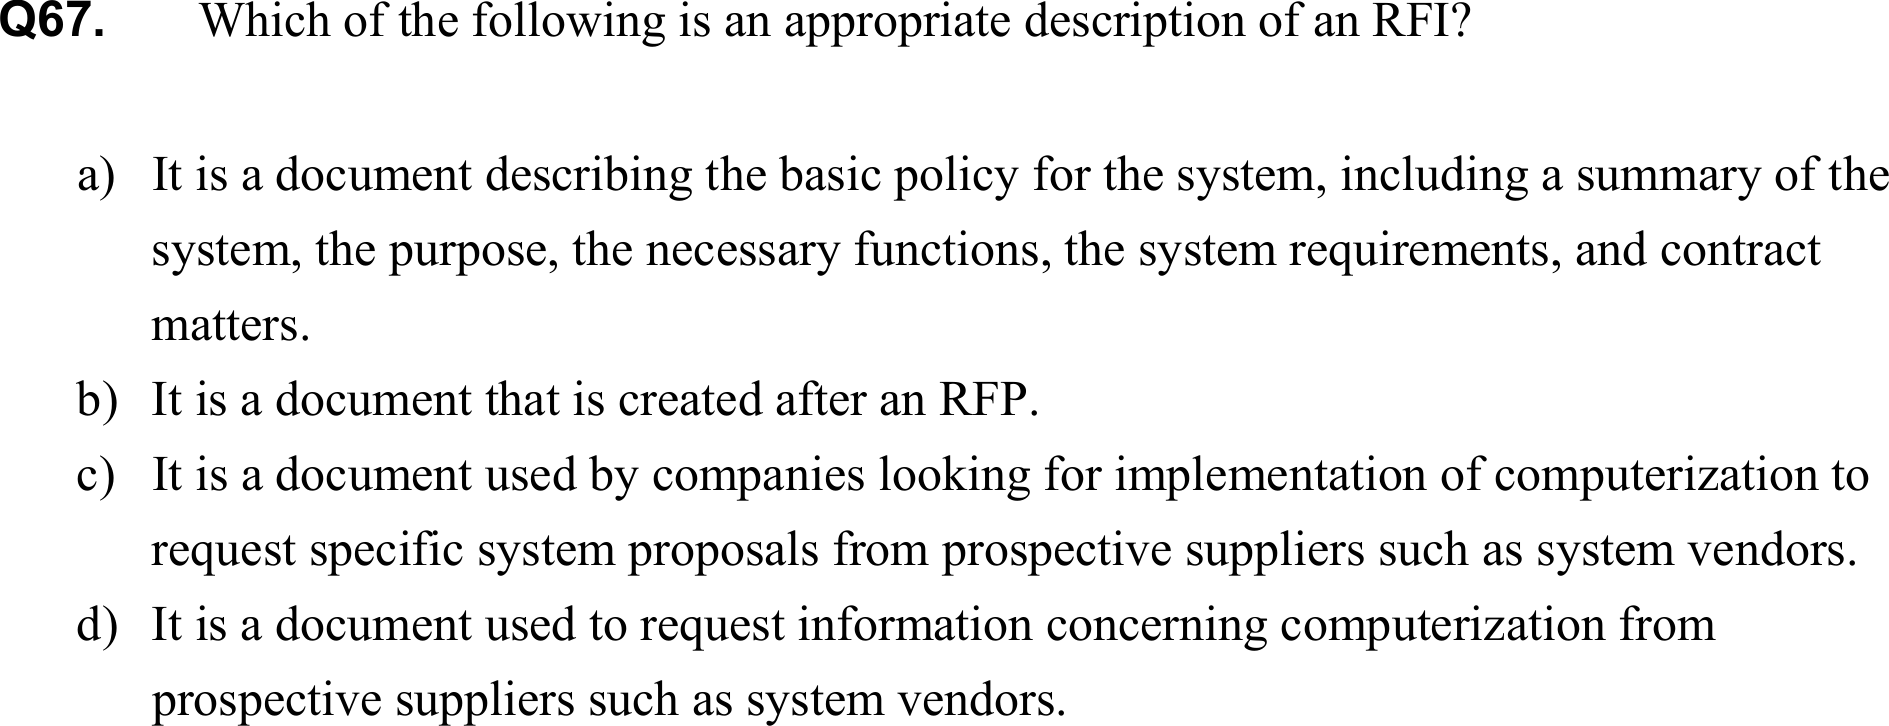 Q67. Which of the following is an appropriate description of an RFI?
a) It is a document describing the basic policy for the system, including a summary of the
system, the purpose, the necessary functions, the system requirements, and contract
matters.
b) It is a document that is created after an RFP.
c) It is a document used by companies looking for implementation of computerization to
request specific system proposals from prospective suppliers such as system vendors.
d) It is a document used to request information concerning computerization from
prospective suppliers such as system vendors.